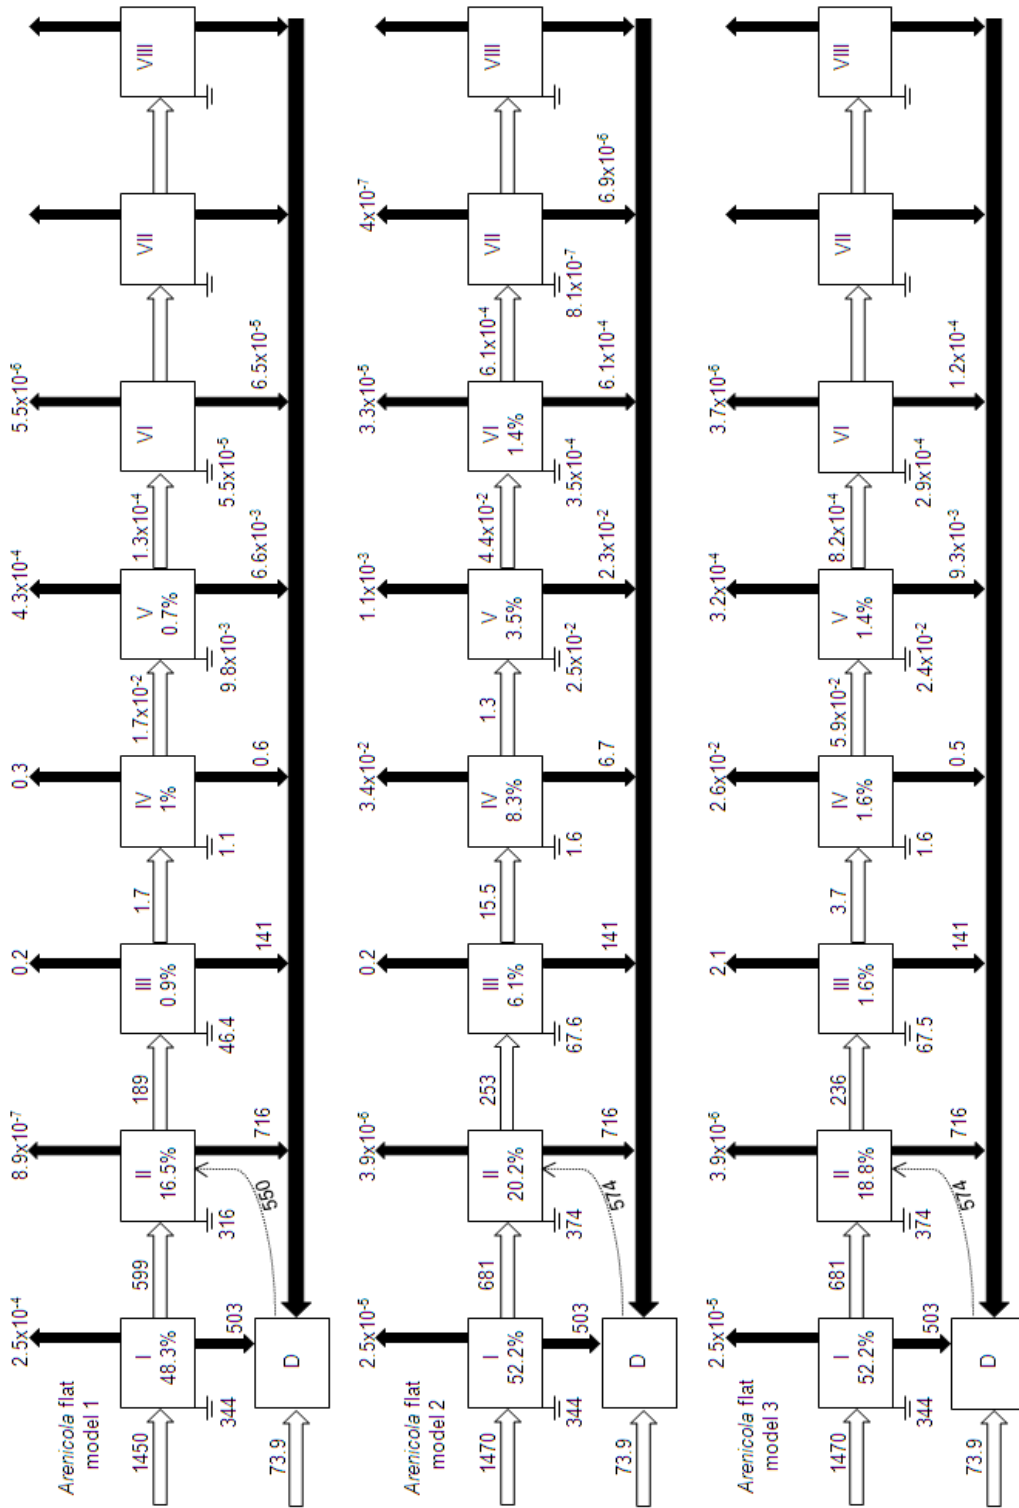 Arenicola flat
model 1
2.5x10⁻⁴
8.9x10⁻⁷
0.2
0.3
4.3x10⁻⁴
5.5x10⁻⁶
1450
I
48.3%
599
II
16.5%
189
III
0.9%
1.7
IV
1%
1.7x10⁻²
V
0.7%
1.3x10⁻⁴
VI
VII
VIII
344
503
316
716
46.4
141
1.1
0.6
9.8x10⁻³
6.6x10⁻³
5.5x10⁻⁵
6.5x10⁻⁵
550
73.9
D
Arenicola flat
model 2
2.5x10⁻⁵
3.9x10⁻⁶
0.2
3.4x10⁻²
1.1x10⁻³
3.3x10⁻⁵
4x10⁻⁷
1470
I
52.2%
681
II
20.2%
253
III
6.1%
15.5
IV
8.3%
1.3
V
3.5%
4.4x10⁻²
VI
1.4%
6.1x10⁻⁴
VII
VIII
344
503
374
716
67.6
141
1.6
6.7
2.5x10⁻²
2.3x10⁻²
3.5x10⁻⁴
6.1x10⁻⁴
8.1x10⁻⁷
6.9x10⁻⁶
574
73.9
D
Arenicola flat
model 3
2.5x10⁻⁵
3.9x10⁻⁶
2.1
2.6x10⁻²
3.2x10⁻⁴
3.7x10⁻⁶
1470
I
52.2%
681
II
18.8%
236
III
1.6%
3.7
IV
1.6%
5.9x10⁻²
V
1.4%
8.2x10⁻⁴
VI
VII
VIII
344
503
374
716
67.5
141
1.6
0.5
2.4x10⁻²
9.3x10⁻³
2.9x10⁻⁴
1.2x10⁻⁴
574
73.9
D